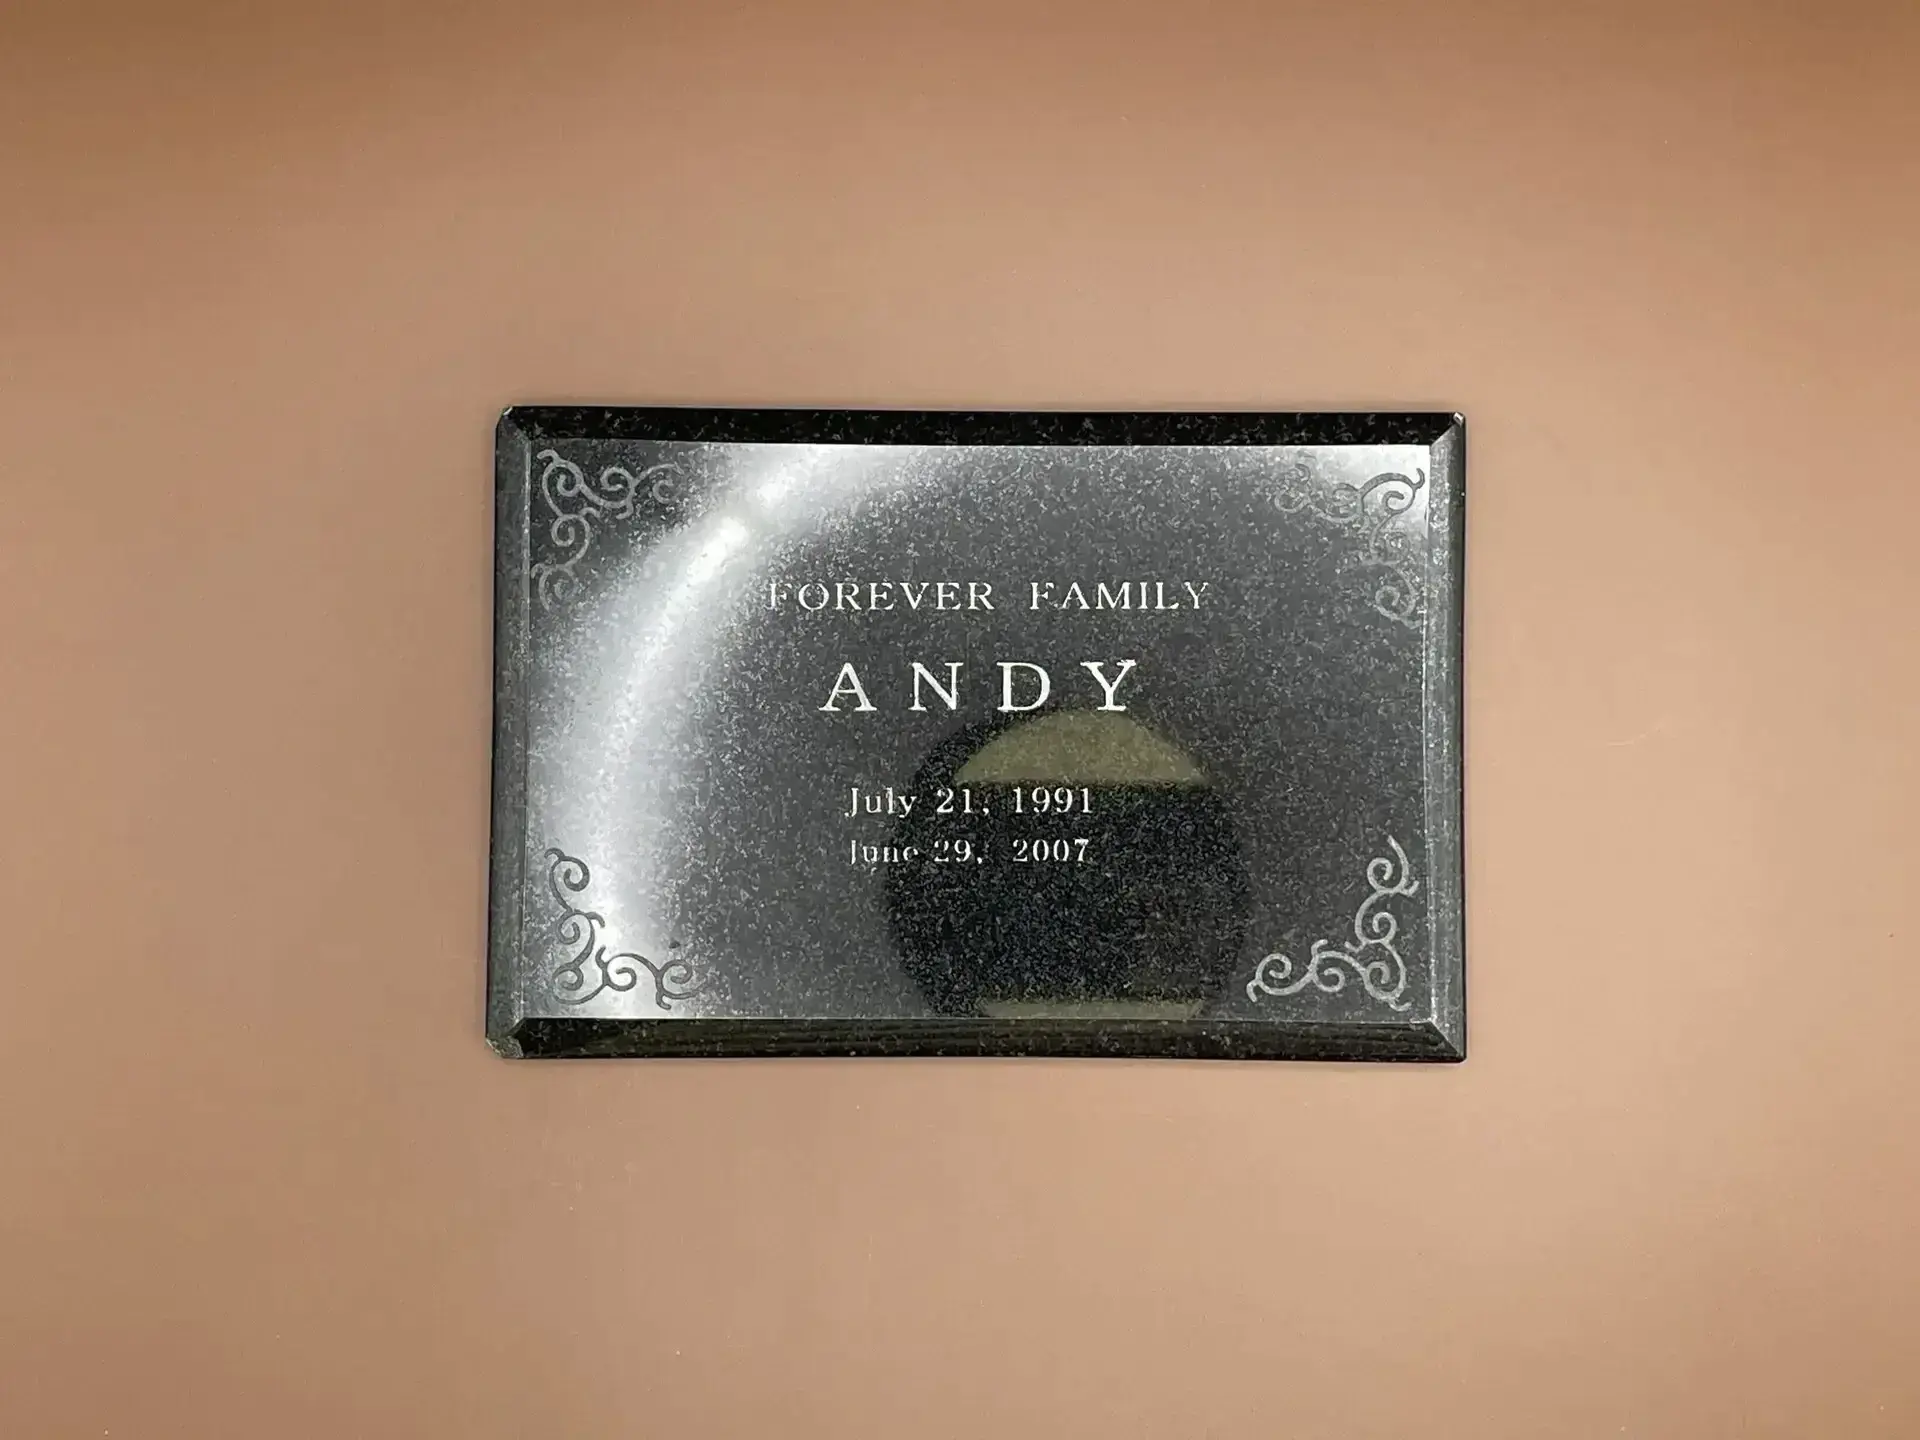 FOREVER FAMILY
ANDY
July 21, 1991
June 29, 2007